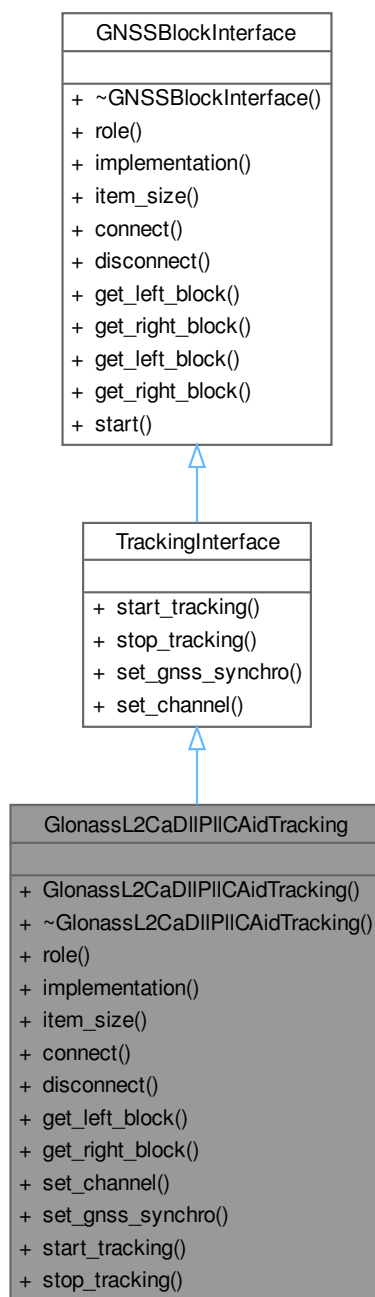 GNSSBlockInterface
+ ~GNSSBlockInterface()
+ role()
+ implementation()
+ item_size()
+ connect()
+ disconnect()
+ get_left_block()
+ get_right_block()
+ get_left_block()
+ get_right_block()
+ start()
TrackingInterface
+ start_tracking()
+ stop_tracking()
+ set_gnss_synchro()
+ set_channel()
GlonassL2CaDllPllCAidTracking
+ GlonassL2CaDllPllCAidTracking()
+ ~GlonassL2CaDllPllCAidTracking()
+ role()
+ implementation()
+ item_size()
+ connect()
+ disconnect()
+ get_left_block()
+ get_right_block()
+ set_channel()
+ set_gnss_synchro()
+ start_tracking()
+ stop_tracking()